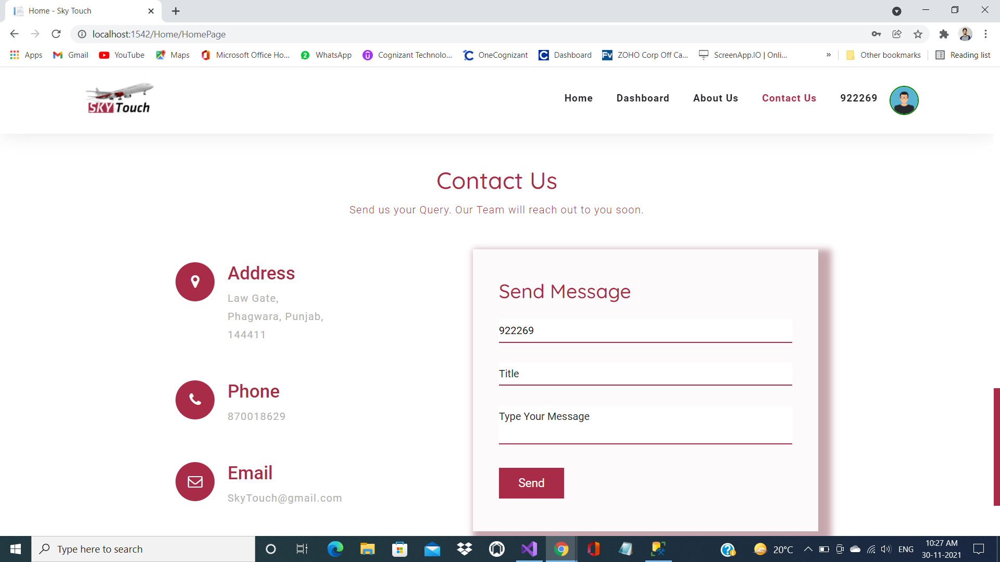 Home - Sky Touch
localhost:1542/Home/HomePage
Apps Gmail YouTube Maps Microsoft Office Ho... 2 WhatsApp Cognizant Technolo... OneCognizant Dashboard Fv ZOHO Corp Off Ca... ScreenApp.IO | Onli... » Other bookmarks Reading list
SKY Touch
Home Dashboard About Us Contact Us 922269
Contact Us
Send us your Query. Our Team will reach out to you soon.
Address
Law Gate,
Phagwara, Punjab,
144411
Phone
870018629
Email
SkyTouch@gmail.com
Send Message
922269
Title
Type Your Message
Send
Type here to search
20°C ENG
10:27 AM
30-11-2021